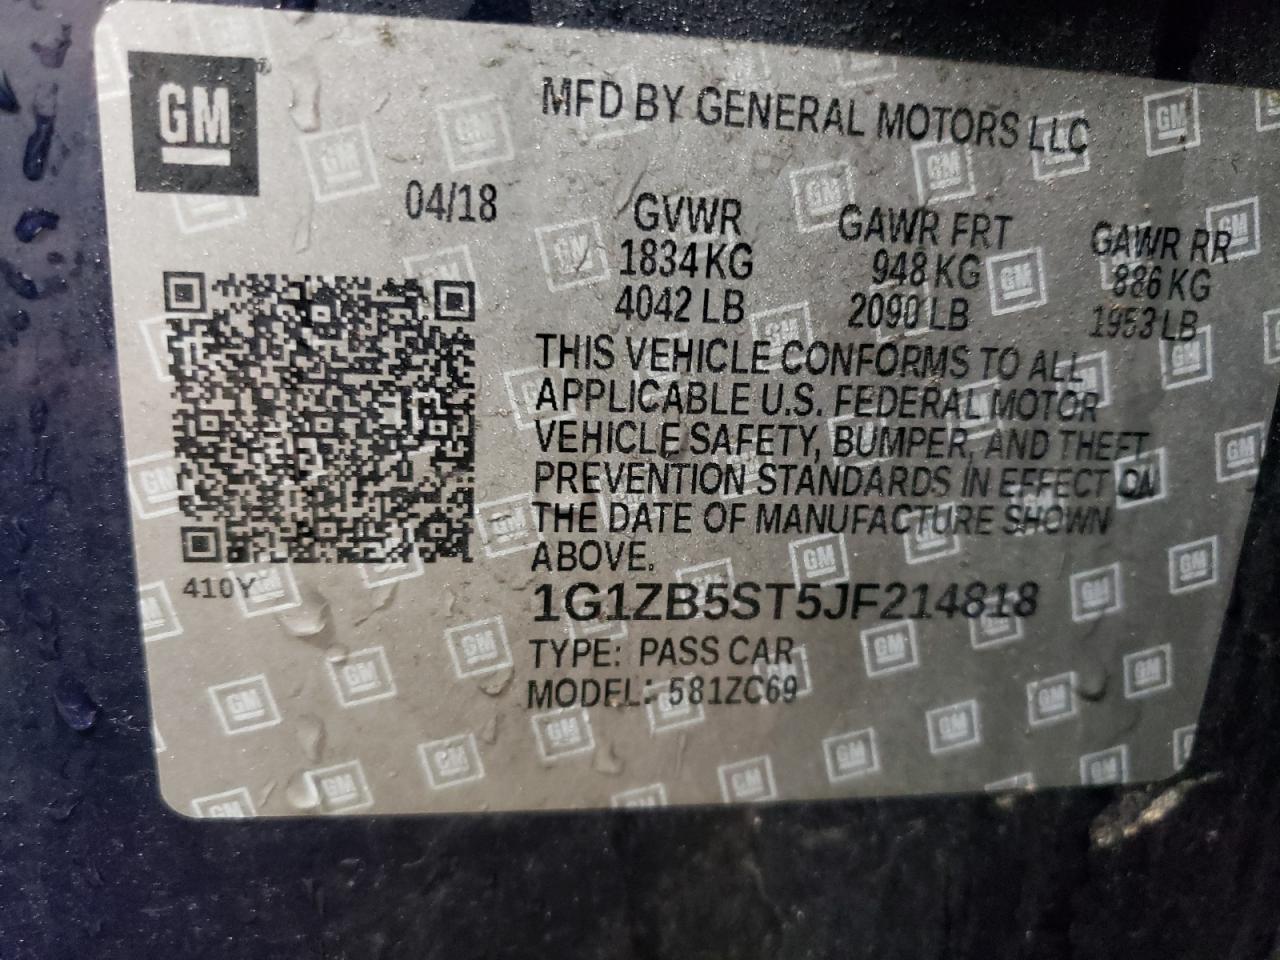 GM
MFD BY GENERAL MOTORS LLC
04/18
GVWR GAWR FRT GAWR RR
1834 KG 948 KG 886 KG
4042 LB 2090 LB 1953 LB
THIS VEHICLE CONFORMS TO ALL
APPLICABLE U.S. FEDERAL MOTOR
VEHICLE SAFETY, BUMPER, AND THEFT
PREVENTION STANDARDS IN EFFECT ON
THE DATE OF MANUFACTURE SHOWN
ABOVE.
410Y
1G1ZB5ST5JF214818
TYPE: PASS CAR
MODEL: 581ZC69